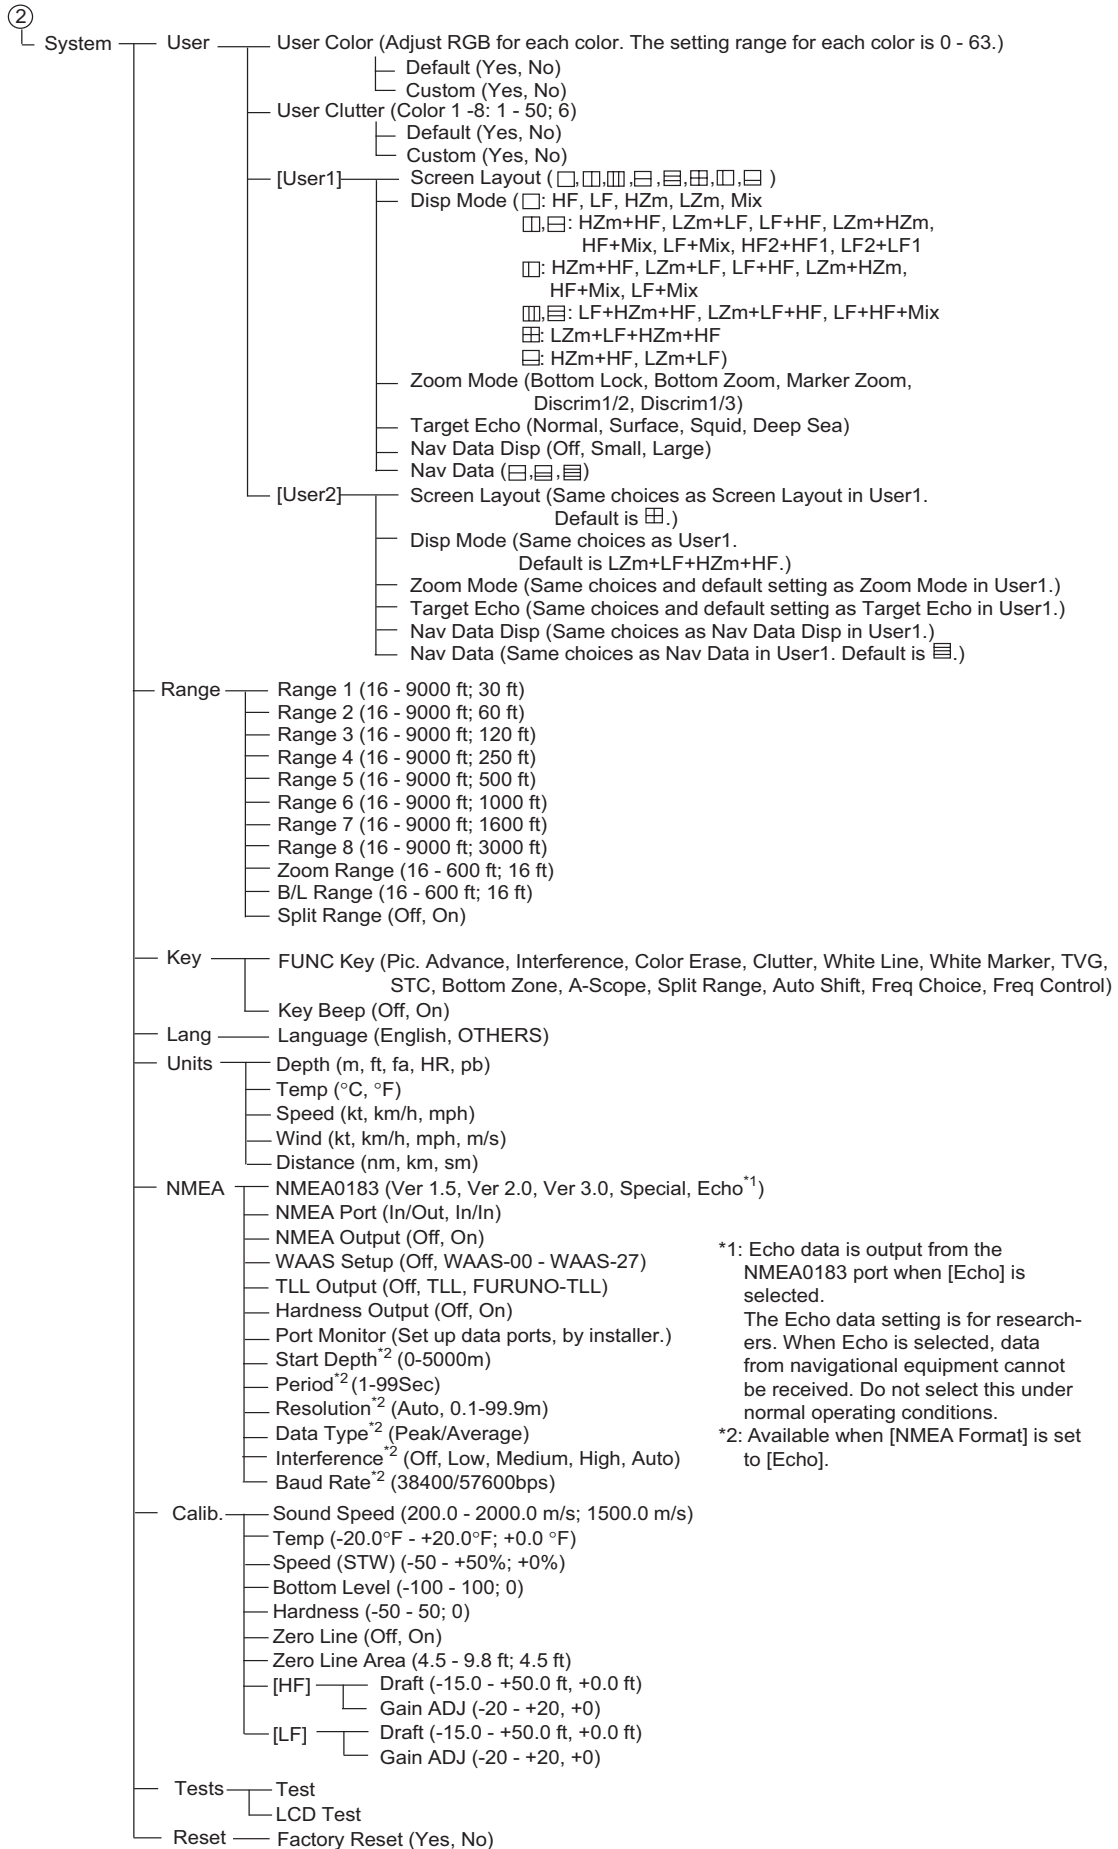 2
System
User
User Color (Adjust RGB for each color. The setting range for each color is 0 - 63.)
Default (Yes, No)
Custom (Yes, No)
User Clutter (Color 1 -8: 1 - 50; 6)
Default (Yes, No)
Custom (Yes, No)
[User1]
Screen Layout ( , , , , , , , )
Disp Mode ( : HF, LF, HZm, LZm, Mix
, : HZm+HF, LZm+LF, LF+HF, LZm+HZm,
HF+Mix, LF+Mix, HF2+HF1, LF2+LF1
: HZm+HF, LZm+LF, LF+HF, LZm+HZm,
HF+Mix, LF+Mix
, : LF+HZm+HF, LZm+LF+HF, LF+HF+Mix
: LZm+LF+HZm+HF
: HZm+HF, LZm+LF)
Zoom Mode (Bottom Lock, Bottom Zoom, Marker Zoom,
Discrim1/2, Discrim1/3)
Target Echo (Normal, Surface, Squid, Deep Sea)
Nav Data Disp (Off, Small, Large)
Nav Data ( , , )
[User2]
Screen Layout (Same choices as Screen Layout in User1.
Default is .)
Disp Mode (Same choices as User1.
Default is LZm+LF+HZm+HF.)
Zoom Mode (Same choices and default setting as Zoom Mode in User1.)
Target Echo (Same choices and default setting as Target Echo in User1.)
Nav Data Disp (Same choices as Nav Data Disp in User1.)
Nav Data (Same choices as Nav Data in User1. Default is .)
Range
Range 1 (16 - 9000 ft; 30 ft)
Range 2 (16 - 9000 ft; 60 ft)
Range 3 (16 - 9000 ft; 120 ft)
Range 4 (16 - 9000 ft; 250 ft)
Range 5 (16 - 9000 ft; 500 ft)
Range 6 (16 - 9000 ft; 1000 ft)
Range 7 (16 - 9000 ft; 1600 ft)
Range 8 (16 - 9000 ft; 3000 ft)
Zoom Range (16 - 600 ft; 16 ft)
B/L Range (16 - 600 ft; 16 ft)
Split Range (Off, On)
Key
FUNC Key (Pic. Advance, Interference, Color Erase, Clutter, White Line, White Marker, TVG,
STC, Bottom Zone, A-Scope, Split Range, Auto Shift, Freq Choice, Freq Control)
Key Beep (Off, On)
Lang
Language (English, OTHERS)
Units
Depth (m, ft, fa, HR, pb)
Temp (°C, °F)
Speed (kt, km/h, mph)
Wind (kt, km/h, mph, m/s)
Distance (nm, km, sm)
NMEA
NMEA0183 (Ver 1.5, Ver 2.0, Ver 3.0, Special, Echo*1)
NMEA Port (In/Out, In/In)
NMEA Output (Off, On)
WAAS Setup (Off, WAAS-00 - WAAS-27)
TLL Output (Off, TLL, FURUNO-TLL)
Hardness Output (Off, On)
Port Monitor (Set up data ports, by installer.)
Start Depth*2 (0-5000m)
Period*2 (1-99Sec)
Resolution*2 (Auto, 0.1-99.9m)
Data Type*2 (Peak/Average)
Interference*2 (Off, Low, Medium, High, Auto)
Baud Rate*2 (38400/57600bps)
*1: Echo data is output from the
NMEA0183 port when [Echo] is
selected.
The Echo data setting is for research-
ers. When Echo is selected, data
from navigational equipment cannot
be received. Do not select this under
normal operating conditions.
*2: Available when [NMEA Format] is set
to [Echo].
Calib.
Sound Speed (200.0 - 2000.0 m/s; 1500.0 m/s)
Temp (-20.0°F - +20.0°F; +0.0 °F)
Speed (STW) (-50 - +50%; +0%)
Bottom Level (-100 - 100; 0)
Hardness (-50 - 50; 0)
Zero Line (Off, On)
Zero Line Area (4.5 - 9.8 ft; 4.5 ft)
[HF]
Draft (-15.0 - +50.0 ft, +0.0 ft)
Gain ADJ (-20 - +20, +0)
[LF]
Draft (-15.0 - +50.0 ft, +0.0 ft)
Gain ADJ (-20 - +20, +0)
Tests
Test
LCD Test
Reset
Factory Reset (Yes, No)